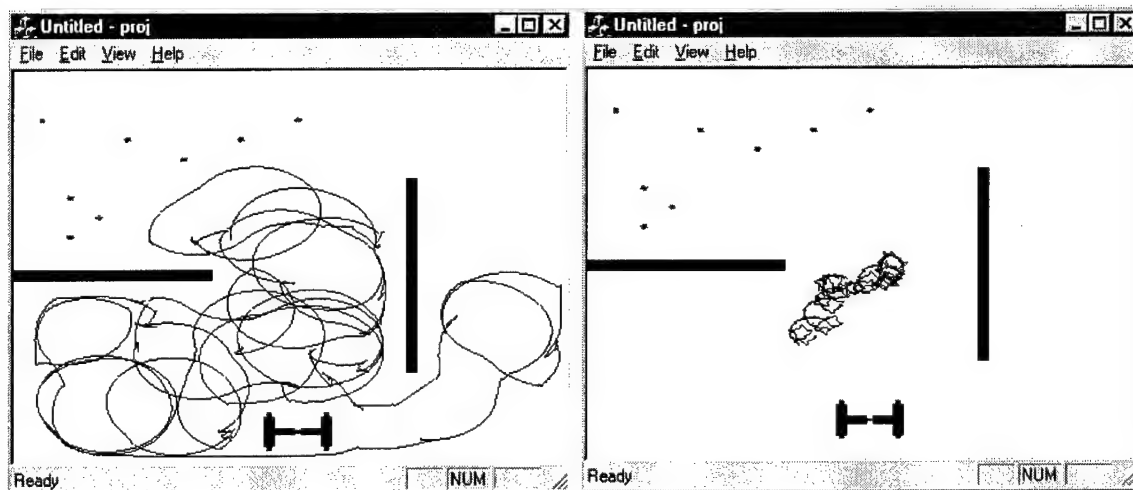 Untitled - proj
File Edit View Help
Ready
NUM
Untitled - proj
File Edit View Help
Ready
NUM